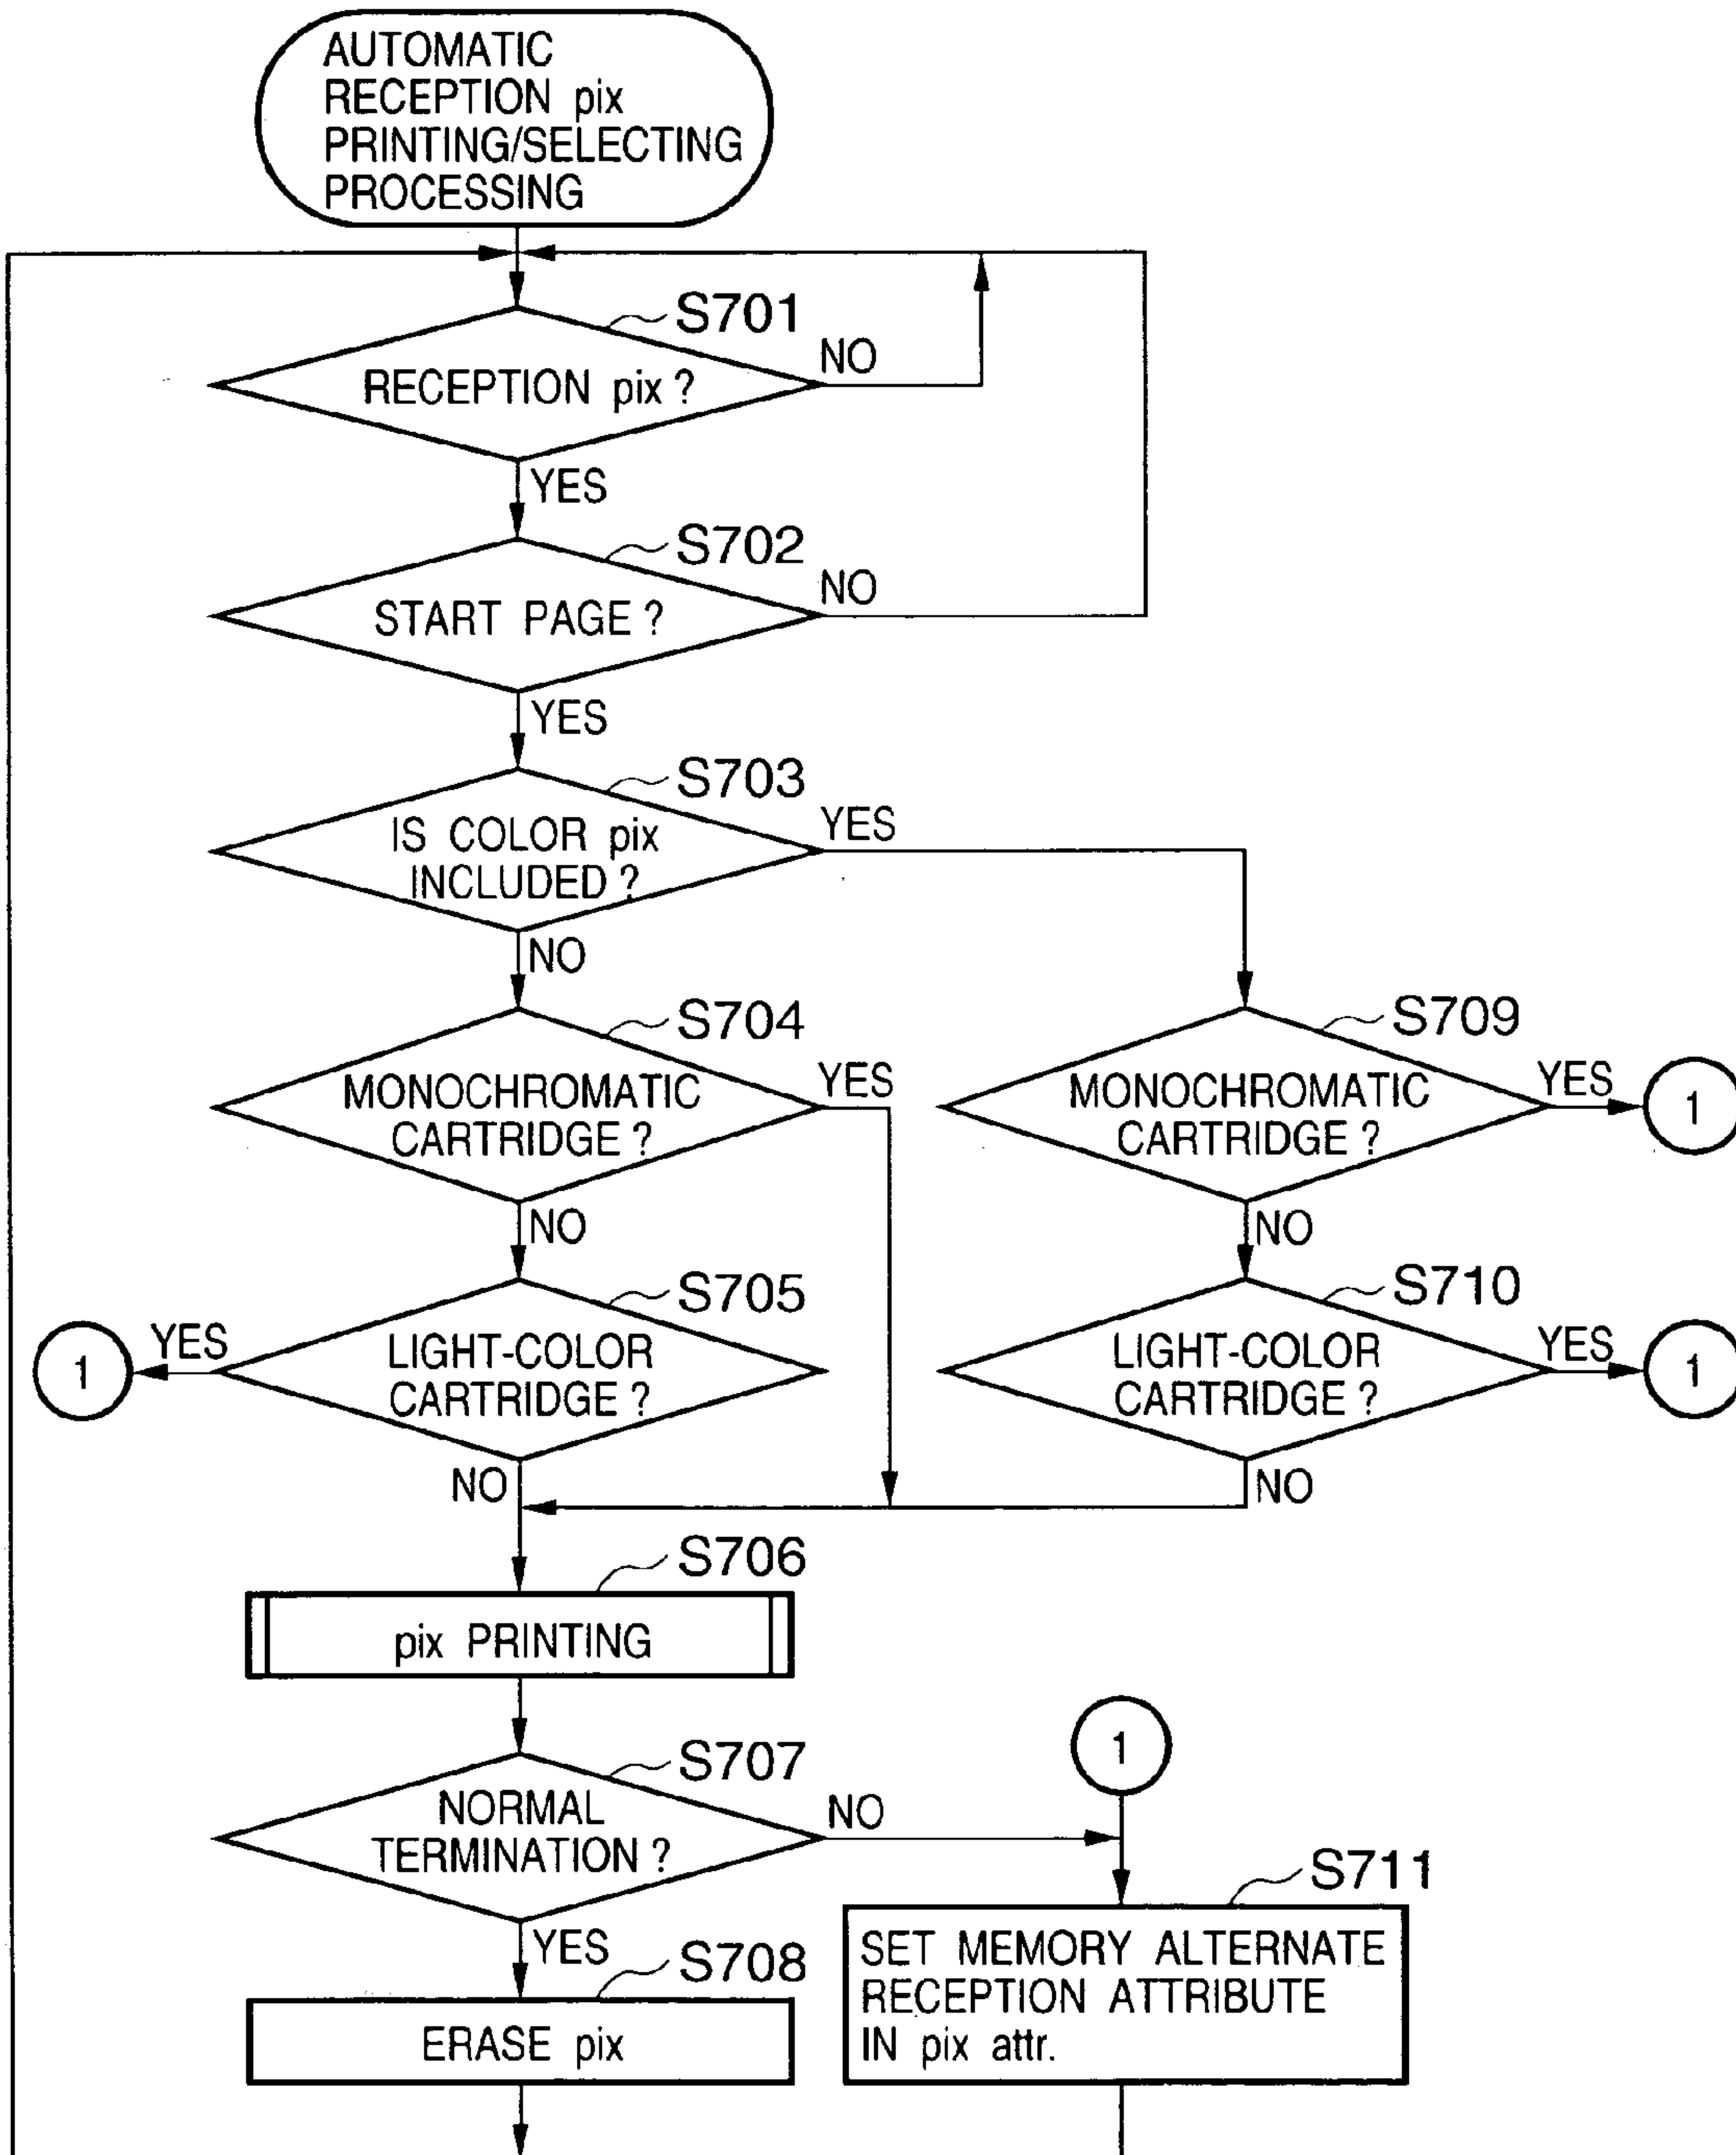 AUTOMATIC
RECEPTION pix
PRINTING/SELECTING
PROCESSING
S701
RECEPTION pix ?
NO
YES
S702
START PAGE ?
NO
YES
S703
IS COLOR pix
INCLUDED ?
YES
NO
S704
MONOCHROMATIC
CARTRIDGE ?
YES
S709
MONOCHROMATIC
CARTRIDGE ?
YES
1
NO
NO
S705
LIGHT-COLOR
CARTRIDGE ?
YES
1
NO
S710
LIGHT-COLOR
CARTRIDGE ?
YES
1
NO
S706
pix PRINTING
S707
NORMAL
TERMINATION ?
NO
1
YES
S708
ERASE pix
S711
SET MEMORY ALTERNATE
RECEPTION ATTRIBUTE
IN pix attr.